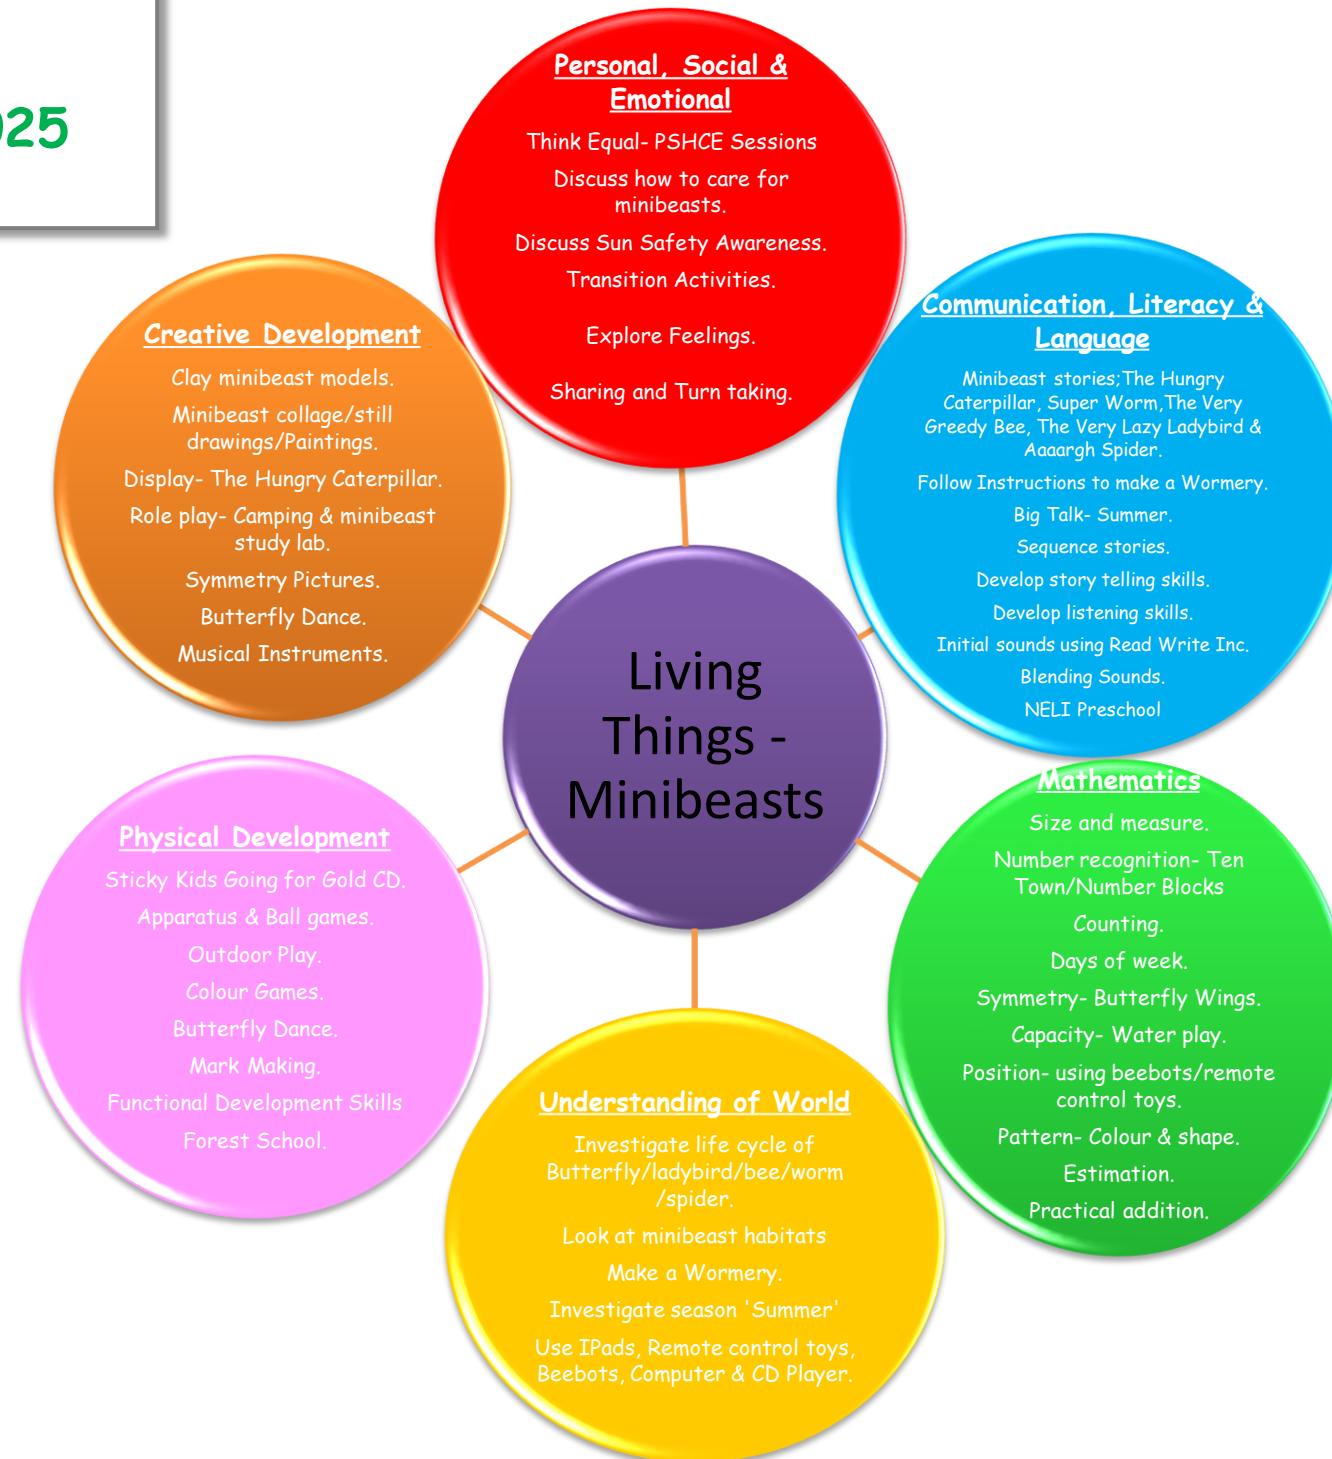 025
Personal, Social &
Emotional
Think Equal- PSHCE Sessions
Discuss how to care for
minibeasts.
Discuss Sun Safety Awareness.
Transition Activities.
Explore Feelings.
Sharing and Turn taking.
Communication, Literacy &
Language
Minibeast stories;The Hungry
Caterpillar, Super Worm,The Very
Greedy Bee, The Very Lazy Ladybird &
Aaaargh Spider.
Follow Instructions to make a Wormery.
Big Talk- Summer.
Sequence stories.
Develop story telling skills.
Develop listening skills.
Initial sounds using Read Write Inc.
Blending Sounds.
NELI Preschool
Mathematics
Size and measure.
Number recognition- Ten
Town/Number Blocks
Counting.
Days of week.
Symmetry- Butterfly Wings.
Capacity- Water play.
Position- using beebots/remote
control toys.
Pattern- Colour & shape.
Estimation.
Practical addition.
Understanding of World
Investigate life cycle of
Butterfly/ladybird/bee/worm
/spider.
Look at minibeast habitats
Make a Wormery.
Investigate season 'Summer'
Use IPads, Remote control toys,
Beebots, Computer & CD Player.
Physical Development
Sticky Kids Going for Gold CD.
Apparatus & Ball games.
Outdoor Play.
Colour Games.
Butterfly Dance.
Mark Making.
Functional Development Skills
Forest School.
Creative Development
Clay minibeast models.
Minibeast collage/still
drawings/Paintings.
Display- The Hungry Caterpillar.
Role play- Camping & minibeast
study lab.
Symmetry Pictures.
Butterfly Dance.
Musical Instruments.
Living
Things -
Minibeasts